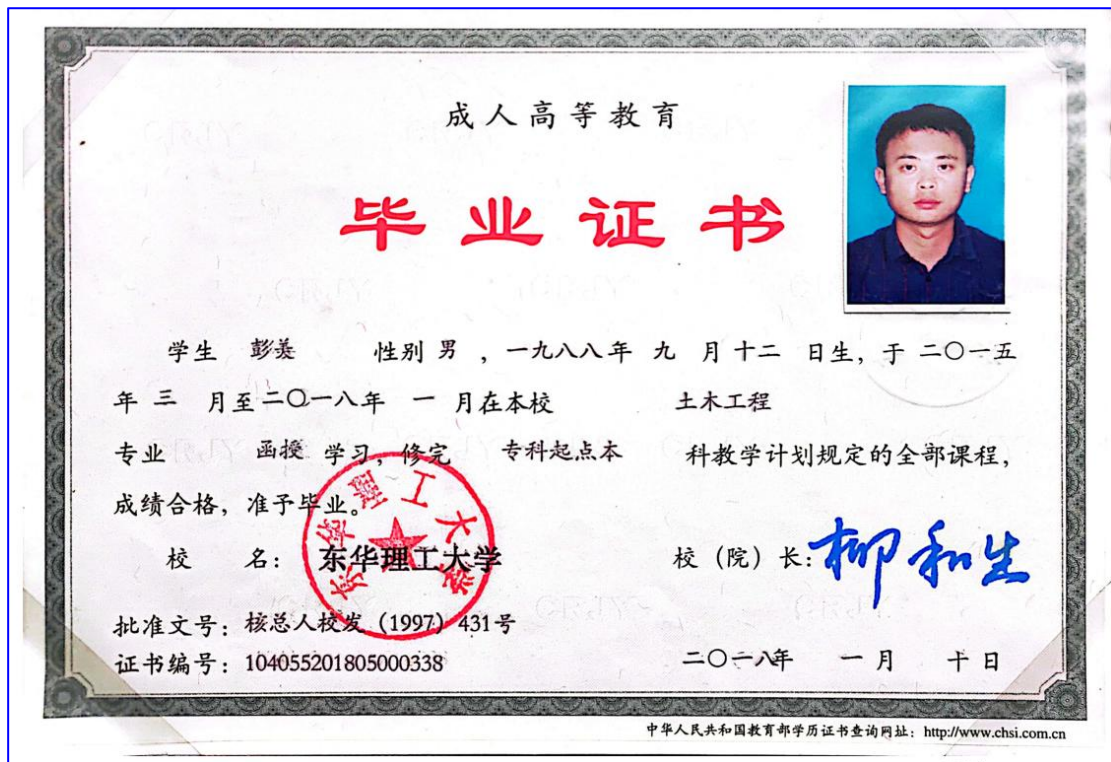 成人高等教育
毕业证书
学生 彭羙 性别 男 ，一九八八年 九 月十二 日生，于 二〇一五
年 三 月至二〇一八年 一 月在本校 土木工程
专业 函授 学习，修完 专科起点本 科教学计划规定的全部课程，
成绩合格，准予毕业。
东华理工大学
校 名： 东华理工大学 校（院）长：柳和生
批准文号：核总人校发（1997）431号
证书编号：104055201805000338 二〇一八年 一月 十日
中华人民共和国教育部学历证书查询网址：http://www.chsi.com.cn